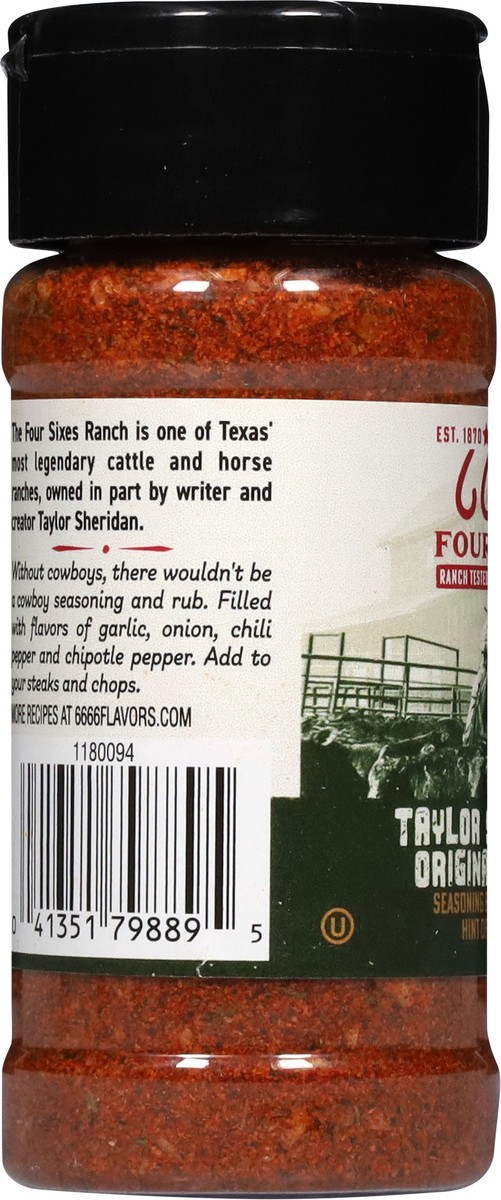 The Four Sixes Ranch is one of Texas'
most legendary cattle and horse
ranches, owned in part by writer and
creator Taylor Sheridan.
Without cowboys, there wouldn't be
a cowboy seasoning and rub. Filled
with flavors of garlic, onion, chili
pepper and chipotle pepper. Add to
your steaks and chops.
MORE RECIPES AT 6666FLAVORS.COM
1180094
0 41351 79889 5
U
EST. 1870
66
FOUR
RANCH TESTED
TAYLOR
ORIGINA
SEASONING
HINT